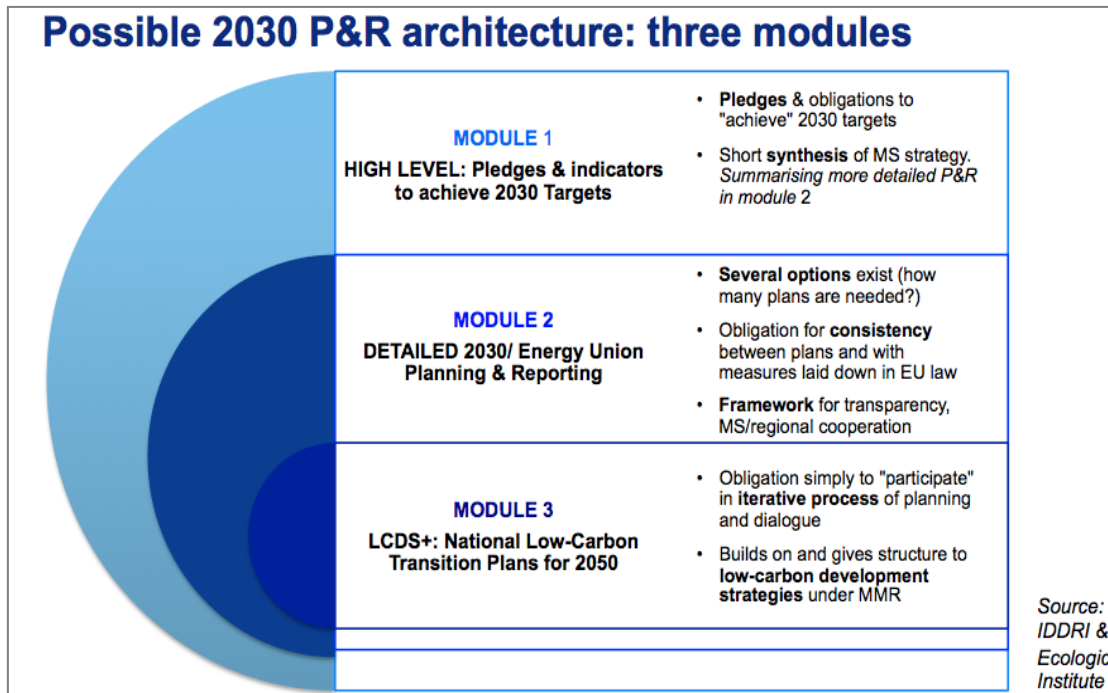 Possible 2030 P&R architecture: three modules
MODULE 1
HIGH LEVEL: Pledges & indicators
to achieve 2030 Targets
• Pledges & obligations to
"achieve" 2030 targets
• Short synthesis of MS strategy.
Summarising more detailed P&R
in module 2
MODULE 2
DETAILED 2030/ Energy Union
Planning & Reporting
• Several options exist (how
many plans are needed?)
• Obligation for consistency
between plans and with
measures laid down in EU law
• Framework for transparency,
MS/regional cooperation
MODULE 3
LCDS+: National Low-Carbon
Transition Plans for 2050
• Obligation simply to "participate"
in iterative process of planning
and dialogue
• Builds on and gives structure to
low-carbon development
strategies under MMR
Source:
IDDRI &
Ecologic
Institute